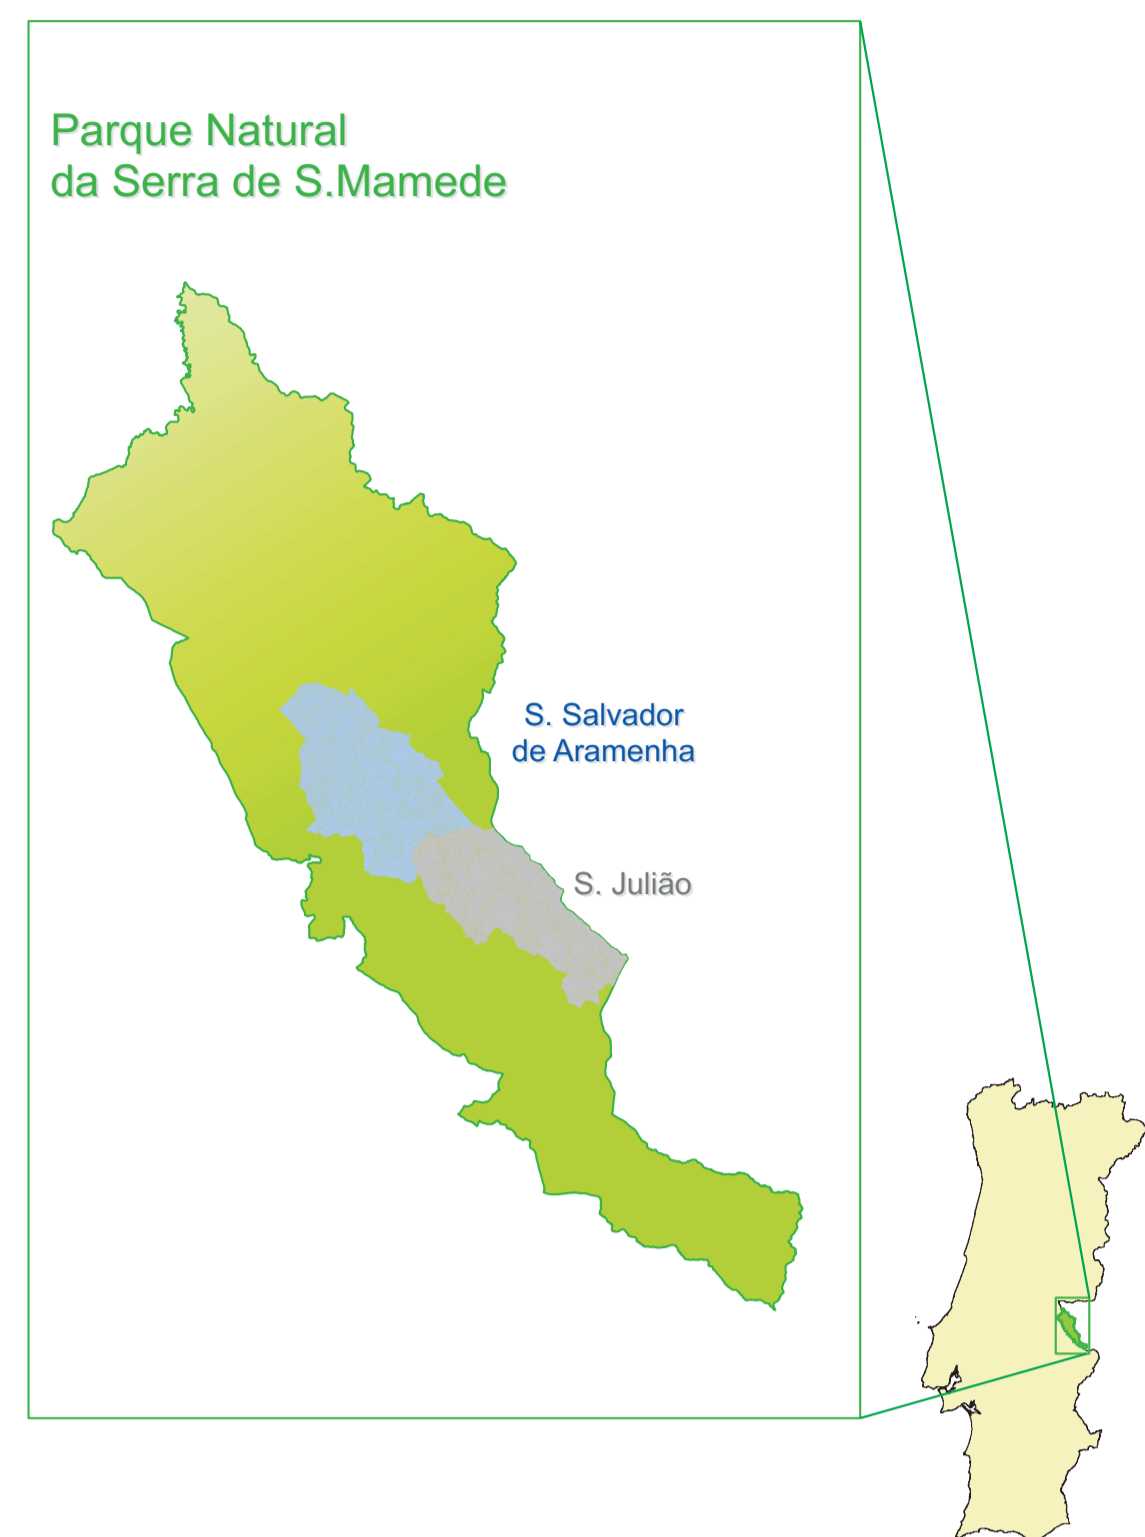 Parque Natural
da Serra de S.Mamede
S. Salvador
de Aramenha
S. Julião